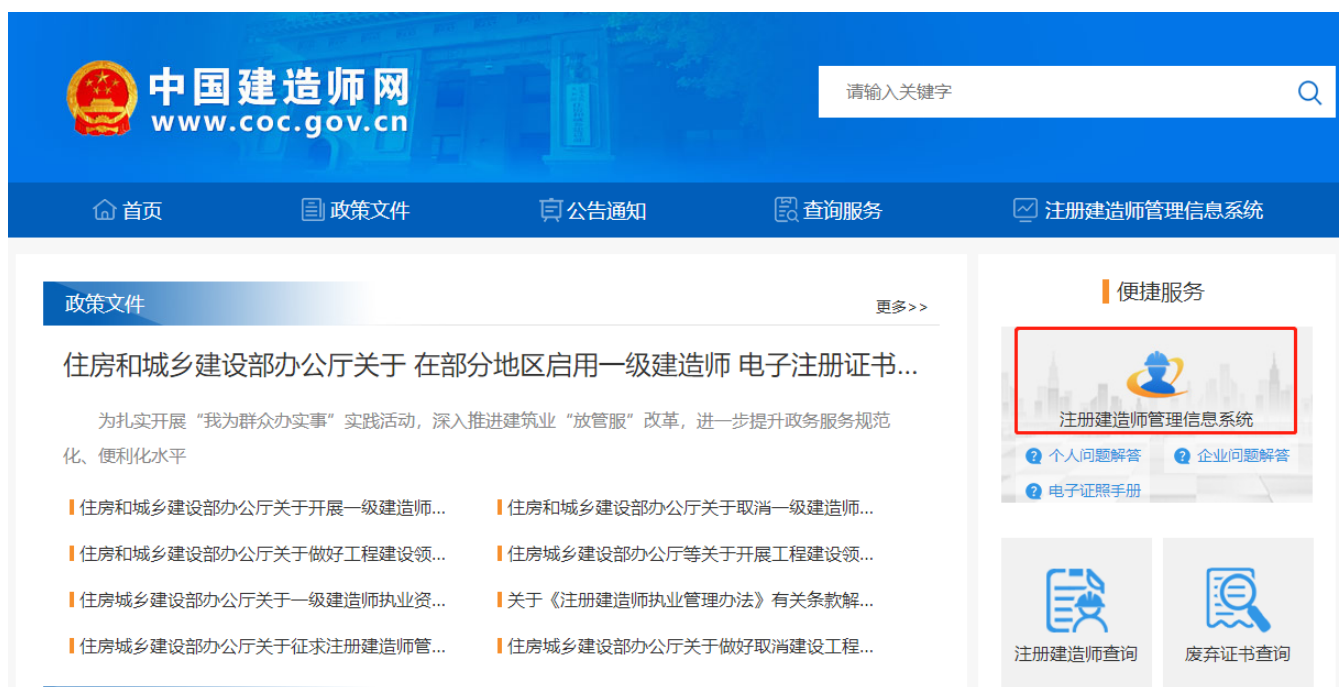 中国建造师网
www.coc.gov.cn
请输入关键字
首页
政策文件
公告通知
查询服务
注册建造师管理信息系统
政策文件
更多>>
住房和城乡建设部办公厅关于 在部分地区启用一级建造师 电子注册证书...
为扎实开展“我为群众办实事”实践活动，深入推进建筑业“放管服”改革，进一步提升政务服务规范
化、便利化水平
住房和城乡建设部办公厅关于开展一级建造师...
住房和城乡建设部办公厅关于取消一级建造师...
住房和城乡建设部办公厅关于做好工程建设领...
住房城乡建设部办公厅等关于开展工程建设领...
住房城乡建设部办公厅关于一级建造师执业资...
关于《注册建造师执业管理办法》有关条款解...
住房城乡建设部办公厅关于征求注册建造师管...
住房城乡建设部办公厅关于做好取消建设工程...
便捷服务
注册建造师管理信息系统
个人问题解答
企业问题解答
电子证照手册
注册建造师查询
废弃证书查询